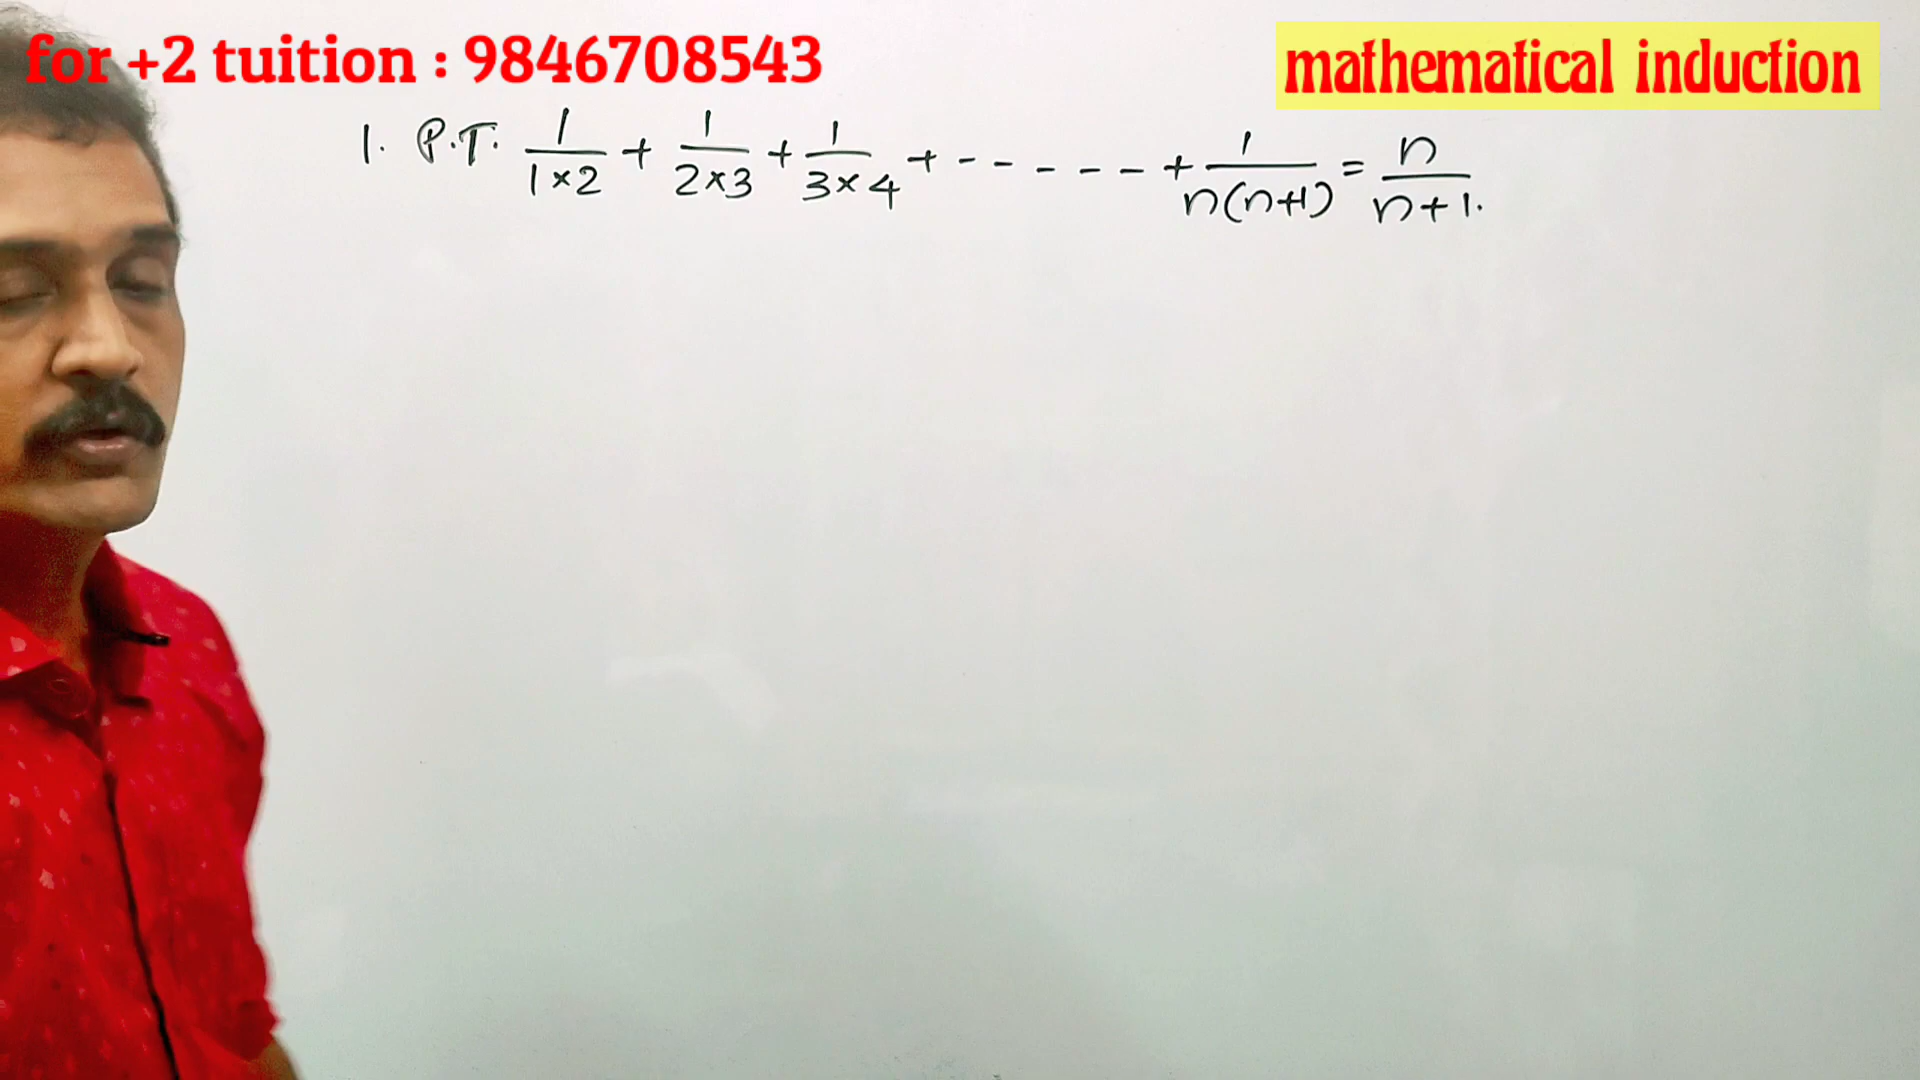 for +2 tuition : 9846708543
mathematical induction
1. P.T. 1/(1×2) + 1/(2×3) + 1/(3×4) + ------ + 1/(n(n+1)) = n/(n+1).